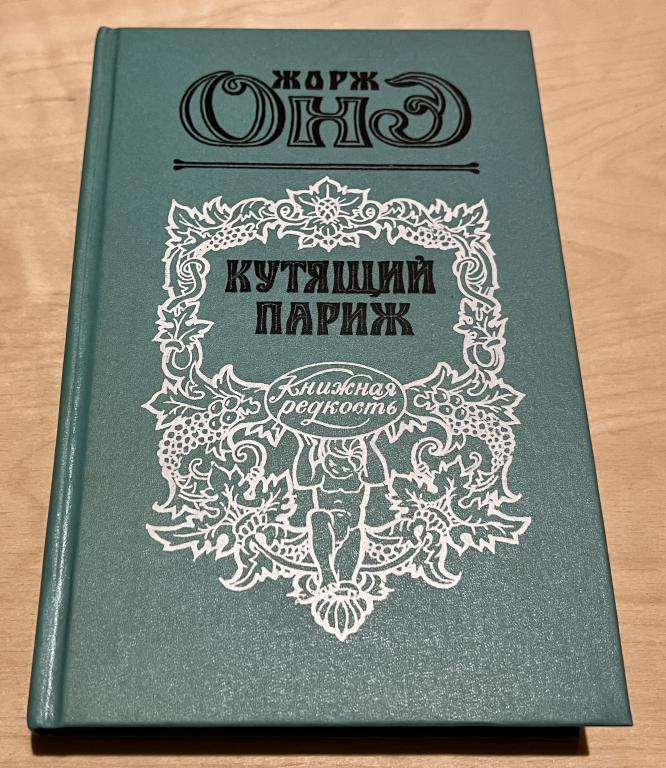 ЖОРЖ
ОНЭ
КУТЯЩИЙ
ПАРИЖ
Книжная
редкость